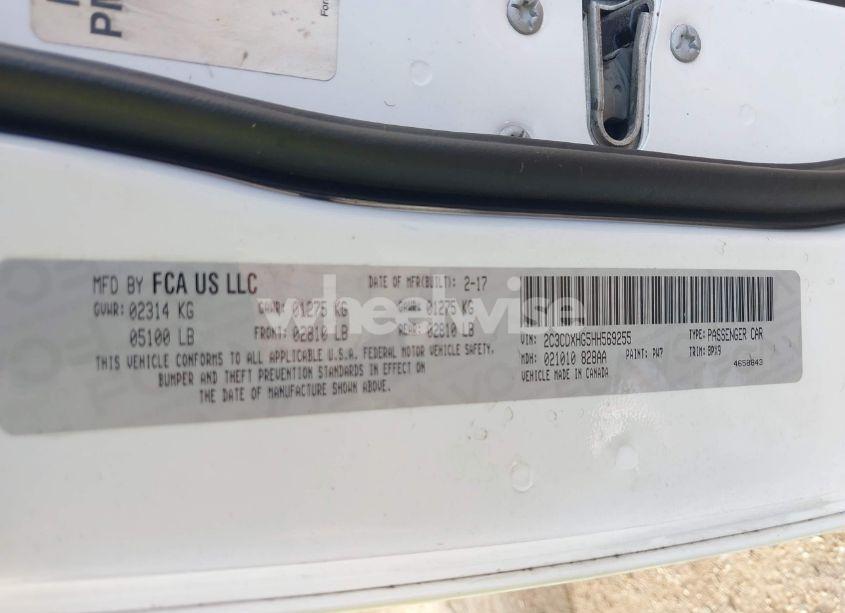 For
MFD BY FCA US LLC
DATE OF MFR(BUILT): 2-17
GVWR: 02314 KG
GAWR: 01275 KG
GAWR: 01275 KG
05100 LB
FRONT: 02810 LB
REAR: 02810 LB
THIS VEHICLE CONFORMS TO ALL APPLICABLE U.S.A. FEDERAL MOTOR VEHICLE SAFETY,
BUMPER AND THEFT PREVENTION STANDARDS IN EFFECT ON
THE DATE OF MANUFACTURE SHOWN ABOVE.
VIN: 2C3CDXHG5HH569255
TYPE: PASSENGER CAR
MDH: 021010 828AA
PAINT: PW7
TRIM: BPX9
VEHICLE MADE IN CANADA
4650843
wheelwise